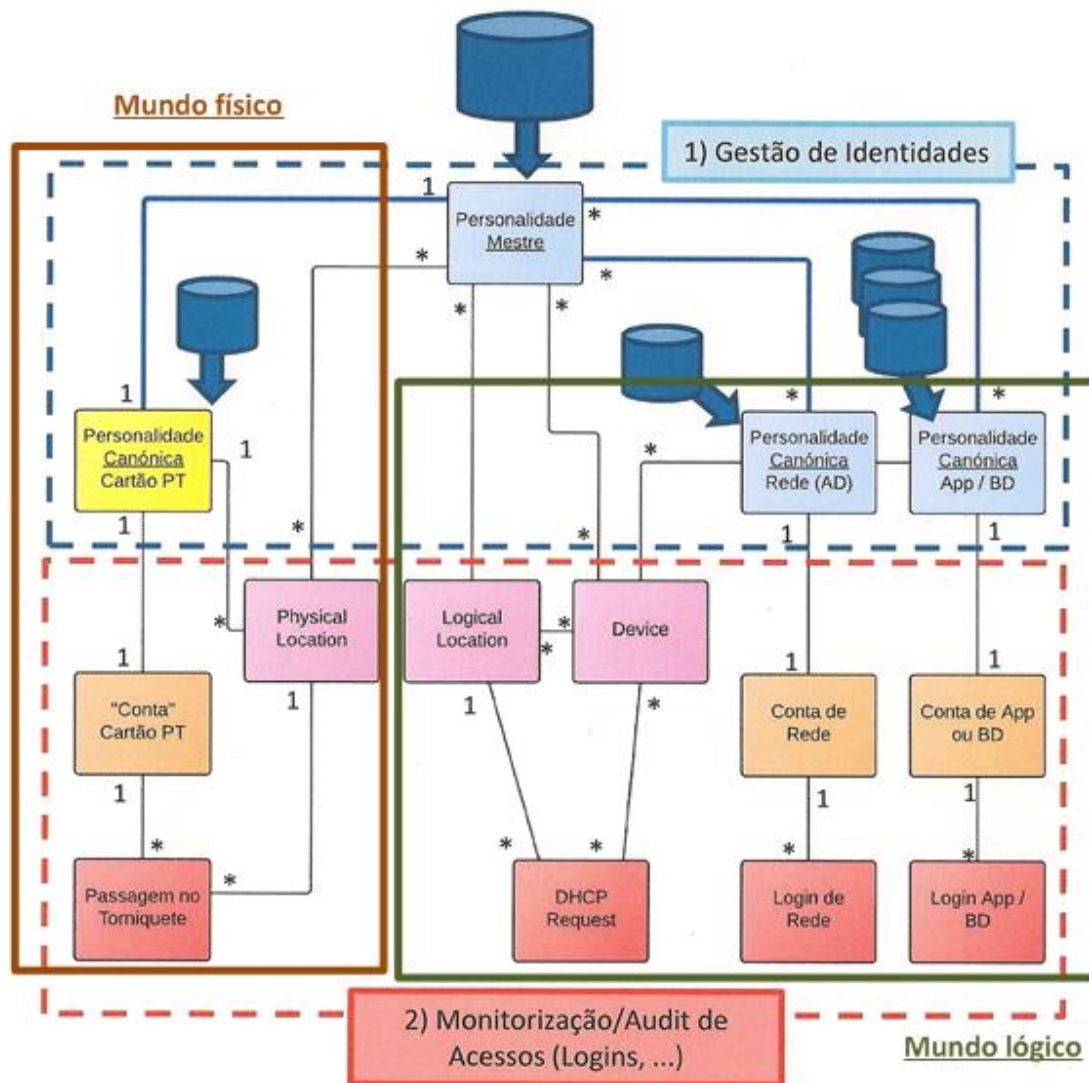 Mundo físico
1) Gestão de Identidades
1
Personalidade
Mestre
*
*
*
*
*
1
1
*
*
Personalidade
Canónica
Cartão PT
*
Personalidade
Canónica
Rede (AD)
Personalidade
Canónica
App / BD
1
*
*
1
1
1
Physical
Location
Logical
Location
Device
*
*
*
1
1
*
1
1
"Conta"
Cartão PT
Conta de
Rede
Conta de App
ou BD
1
1
1
*
*
*
*
*
*
Passagem no
Torniquete
DHCP
Request
Login de
Rede
Login App /
BD
2) Monitorização/Audit de
Acessos (Logins, ...)
Mundo lógico